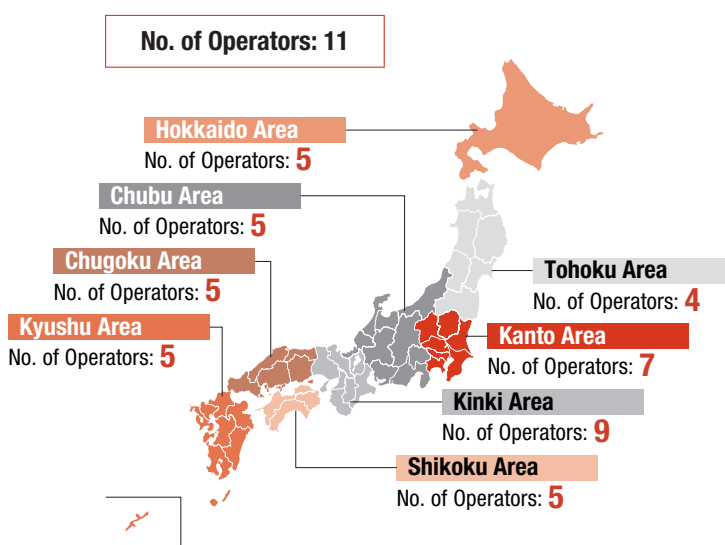 No. of Operators: 11
Hokkaido Area
No. of Operators: 5
Chubu Area
No. of Operators: 5
Chugoku Area
No. of Operators: 5
Kyushu Area
No. of Operators: 5
Tohoku Area
No. of Operators: 4
Kanto Area
No. of Operators: 7
Kinki Area
No. of Operators: 9
Shikoku Area
No. of Operators: 5